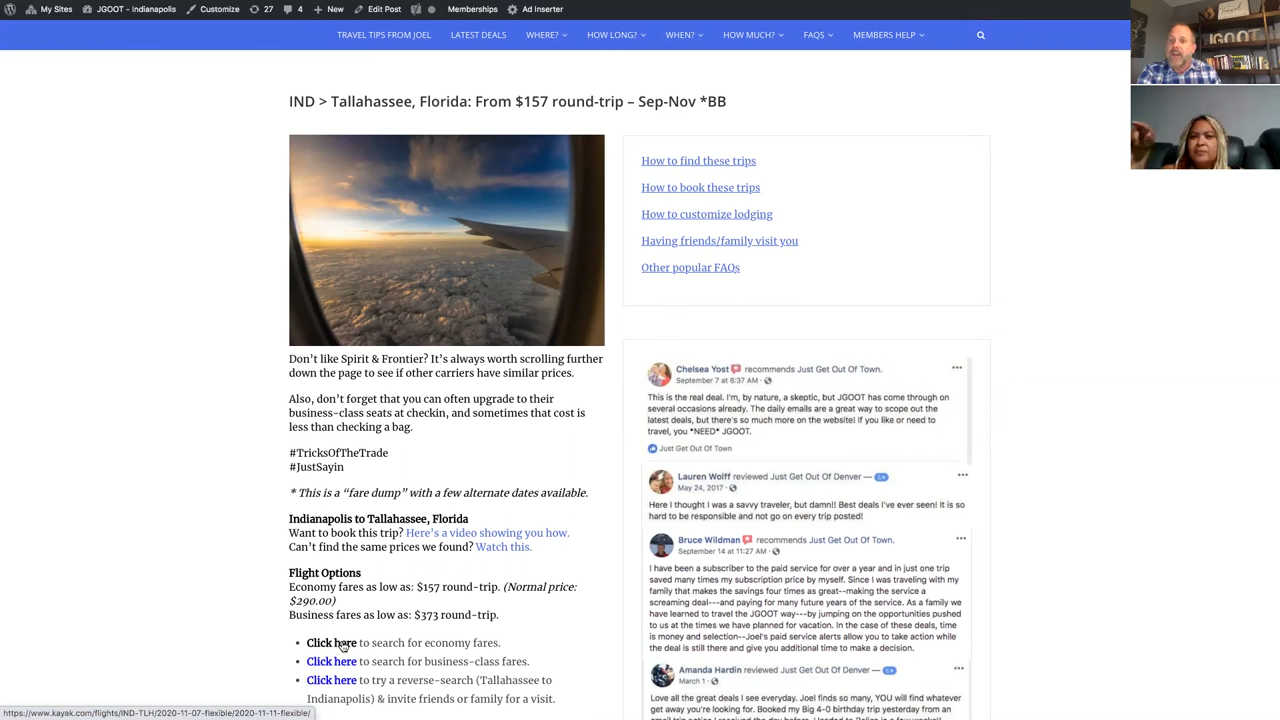 My Sites JGOOT - Indianapolis Customize 27 4 New Edit Post Memberships Ad Inserter
TRAVEL TIPS FROM JOEL LATEST DEALS WHERE? HOW LONG? WHEN? HOW MUCH? FAQS MEMBERS HELP
JGOOT
IND > Tallahassee, Florida: From $157 round-trip – Sep-Nov *BB
Don't like Spirit & Frontier? It's always worth scrolling further
down the page to see if other carriers have similar prices.
Also, don't forget that you can often upgrade to their
business-class seats at checkin, and sometimes that cost is
less than checking a bag.
#TricksOfTheTrade
#JustSayin
* This is a “fare dump” with a few alternate dates available.
Indianapolis to Tallahassee, Florida
Want to book this trip? Here's a video showing you how.
Can't find the same prices we found? Watch this.
Flight Options
Economy fares as low as: $157 round-trip. (Normal price:
$290.00)
Business fares as low as: $373 round-trip.
• Click here to search for economy fares.
• Click here to search for business-class fares.
• Click here to try a reverse-search (Tallahassee to
Indianapolis) & invite friends or family for a visit.
How to find these trips
How to book these trips
How to customize lodging
Having friends/family visit you
Other popular FAQs
Chelsea Yost recommends Just Get Out Of Town.
September 7 at 8:37 AM
This is the real deal. I'm, by nature, a skeptic, but JGOOT has come through on
several occasions already. The daily emails are a great way to scope out the
latest deals, but there's so much more on the website! If you like or need to
travel, you *NEED* JGOOT.
Just Get Out Of Town
Lauren Wolff reviewed Just Get Out Of Denver — 5
May 24, 2017
Here I thought I was a savvy traveler, but damn!! Best deals I've ever seen! It is so
hard to be responsible and not go on every trip posted!
Bruce Wildman recommends Just Get Out Of Town.
September 14 at 11:27 AM
I have been a subscriber to the paid service for over a year and in just one trip
saved many times my subscription price by myself. Since I was traveling with my
family that makes the savings four times as great--making the service a
screaming deal---and paying for many future years of the service. As a family we
have learned to travel the JGOOT way---by jumping on the opportunities pushed
to us at the times we have planned for vacation. In the case of these deals, time
is money and selection--Joel's paid service alerts allow you to take action while
the deal is still there and give you additional time to make a decision.
Amanda Hardin reviewed Just Get Out Of Denver — 5
March 1
Love all the great deals I see everyday. Joel finds so many, YOU will find whatever
get away you're looking for. Booked my Big 4-0 birthday trip yesterday from an
https://www.kayak.com/flights/IND-TLH/2020-11-07-flexible/2020-11-11-flexible/